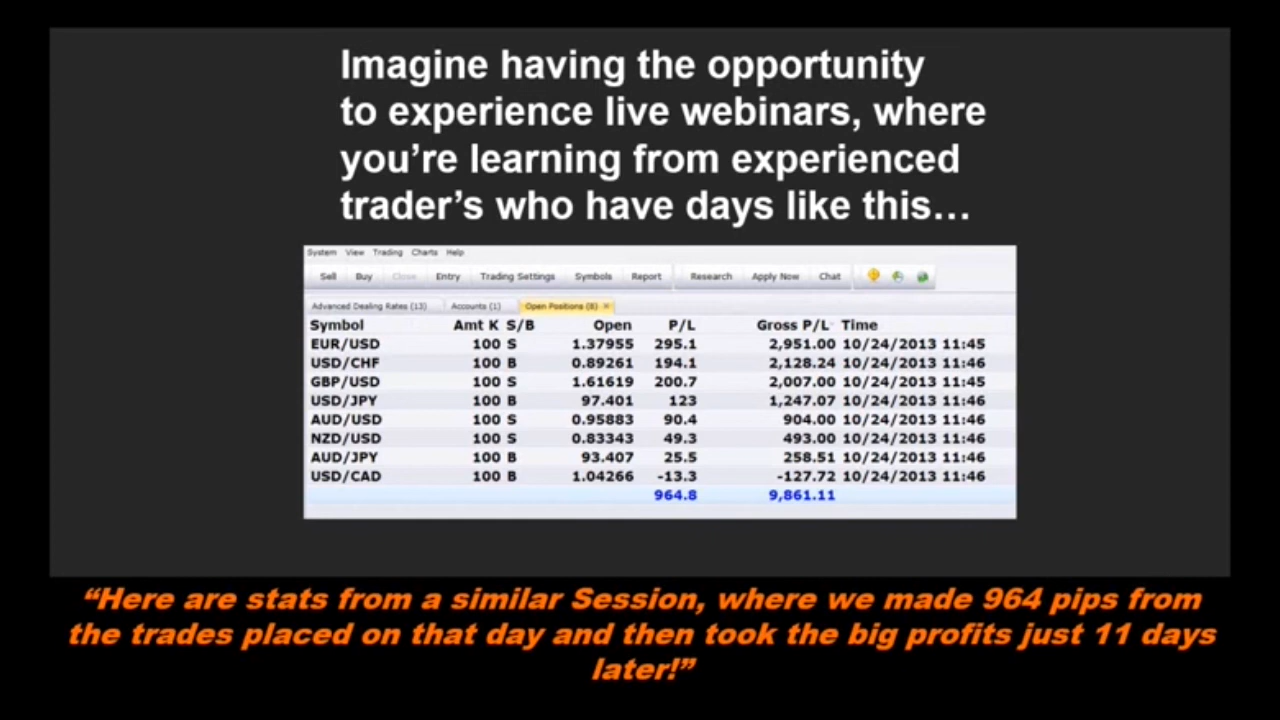 Imagine having the opportunity
to experience live webinars, where
you’re learning from experienced
trader’s who have days like this...
System View Trading Charts Help
Sell Buy Close Entry Trading Settings Symbols Report Research Apply Now Chat
Advanced Dealing Rates (13) Accounts (1) Open Positions (8) ×
Symbol Amt K S/B Open P/L Gross P/L Time
EUR/USD 100 S 1.37955 295.1 2,951.00 10/24/2013 11:45
USD/CHF 100 B 0.89261 194.1 2,128.24 10/24/2013 11:46
GBP/USD 100 S 1.61619 200.7 2,007.00 10/24/2013 11:45
USD/JPY 100 B 97.401 123 1,247.07 10/24/2013 11:46
AUD/USD 100 S 0.95883 90.4 904.00 10/24/2013 11:46
NZD/USD 100 S 0.83343 49.3 493.00 10/24/2013 11:46
AUD/JPY 100 B 93.407 25.5 258.51 10/24/2013 11:46
USD/CAD 100 B 1.04266 -13.3 -127.72 10/24/2013 11:46
964.8 9,861.11
“Here are stats from a similar Session, where we made 964 pips from
the trades placed on that day and then took the big profits just 11 days
later!”